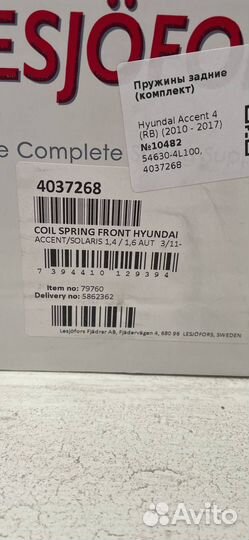 LESJÖFO
e Complete S
Пружины задние
(комплект)
Hyundai Accent 4
(RB) (2010 - 2017)
№10482
54630-4L100,
4037268
4037268
COIL SPRING FRONT HYUNDAI
ACCENT/SOLARIS 1,4 / 1,6 AUT 3/11-
7 394410 129394
Item no: 79760
Delivery no: 5862362
Lesjöfors Fjädrar AB, Fjädervägen 4, 680 96 LESJÖFORS, SWEDEN
Avito